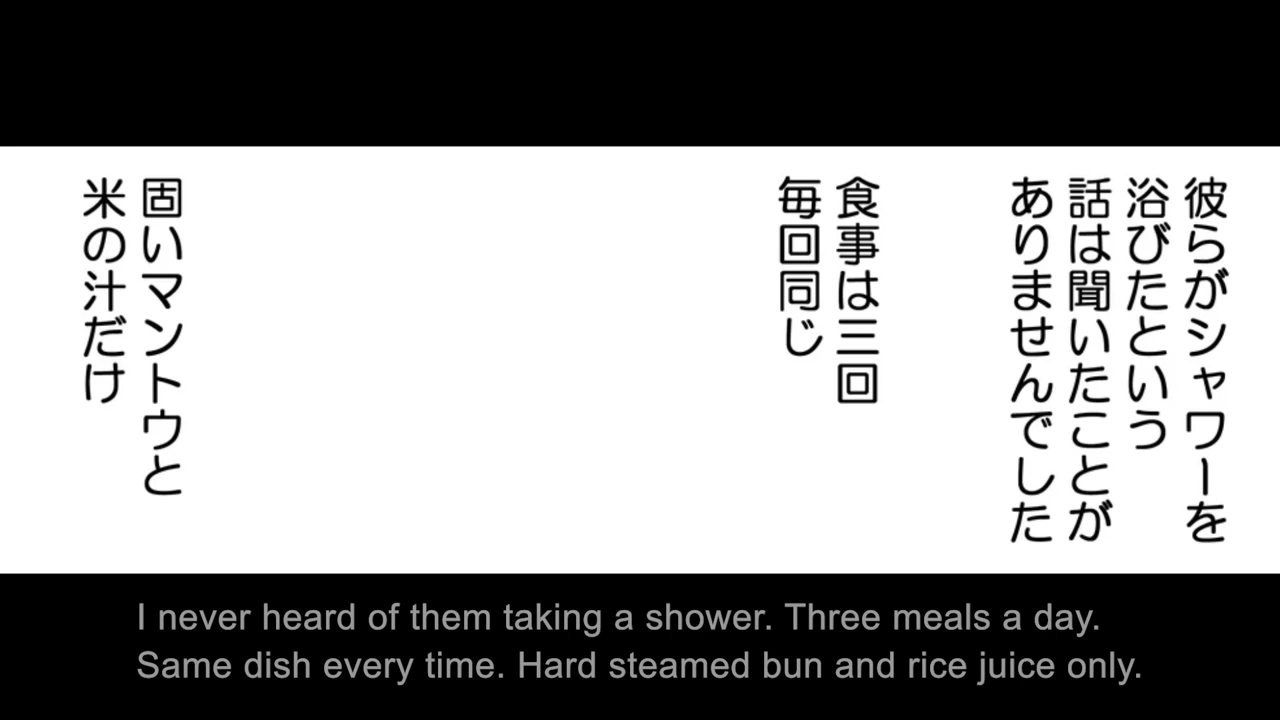 彼らがシャワーを
浴びたという
話は聞いたことが
ありませんでした
食事は三回
毎回同じ
固いマントウと
米の汁だけ
I never heard of them taking a shower. Three meals a day.
Same dish every time. Hard steamed bun and rice juice only.